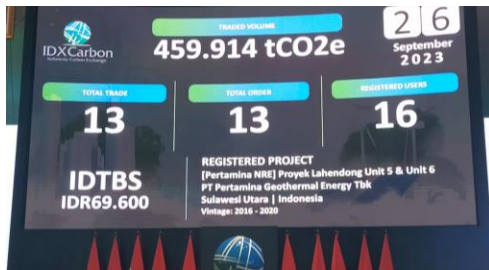 IDXCarbon
Indonesia Carbon Exchange
TRADED VOLUME
459.914 tCO2e
26
September
2023
TOTAL TRADE
13
TOTAL ORDER
13
REGISTERED USERS
16
IDTBS
IDR69.600
REGISTERED PROJECT
[Pertamina NRE] Proyek Lahendong Unit 5 & Unit 6
PT Pertamina Geothermal Energy Tbk
Sulawesi Utara | Indonesia
Vintage: 2016 - 2020